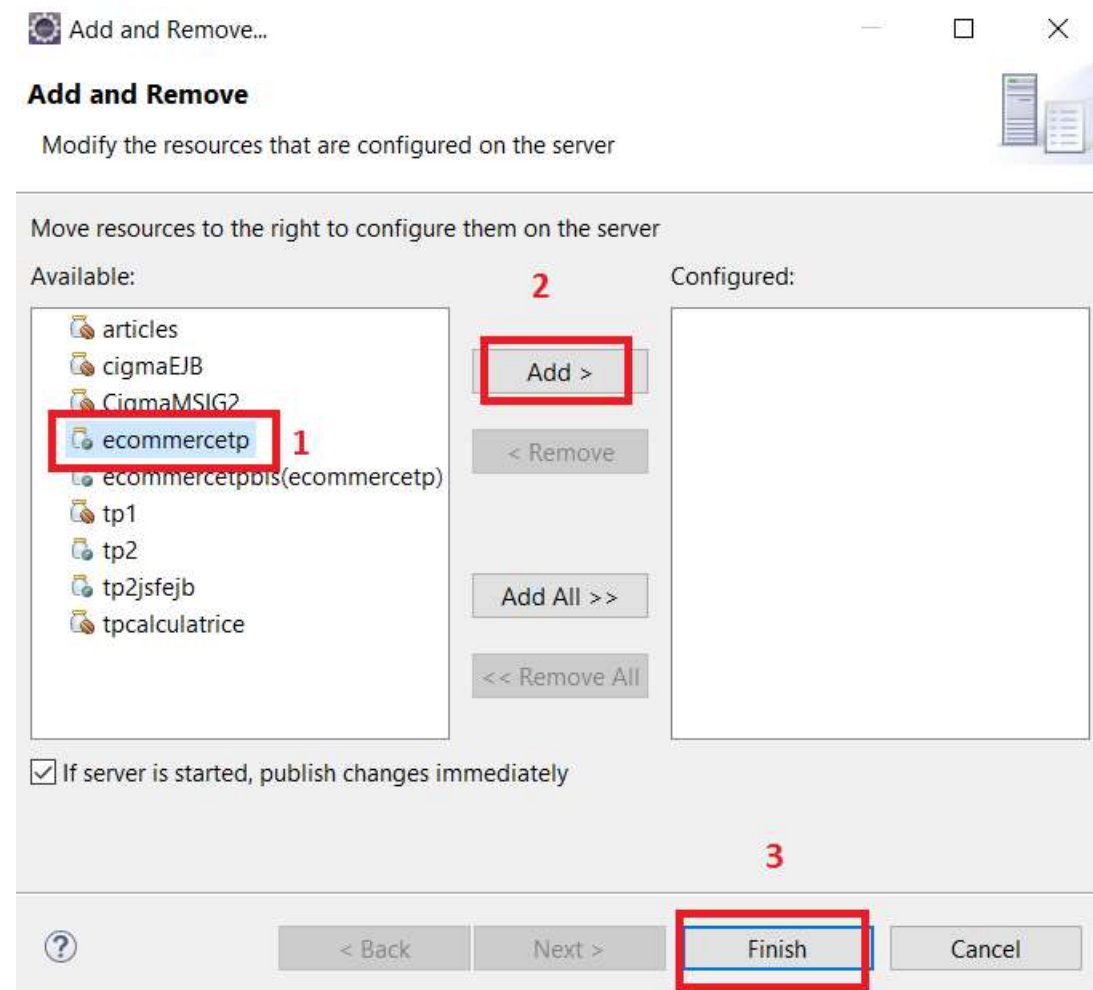 Add and Remove...
Add and Remove
Modify the resources that are configured on the server
Move resources to the right to configure them on the server
Available:
2
Configured:
articles
cigmaEJB
Add >
CigmaMSIG2
ecommercetp
1
< Remove
ecommercetpbis(ecommercetp)
tp1
tp2
tp2jsfejb
Add All >>
tpcalculatrice
<< Remove All
If server is started, publish changes immediately
3
?
< Back
Next >
Finish
Cancel